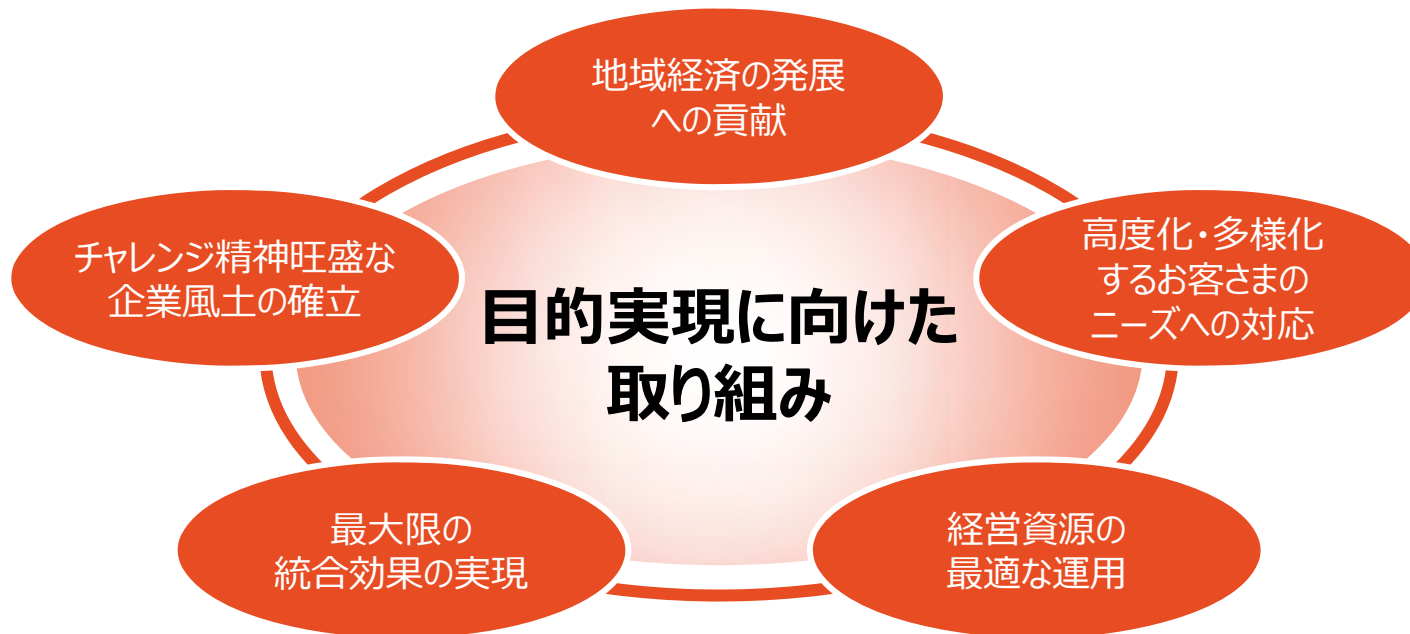 地域経済の発展
への貢献
高度化・多様化
するお客さまの
ニーズへの対応
経営資源の
最適な運用
最大限の
統合効果の実現
チャレンジ精神旺盛な
企業風土の確立
目的実現に向けた
取り組み